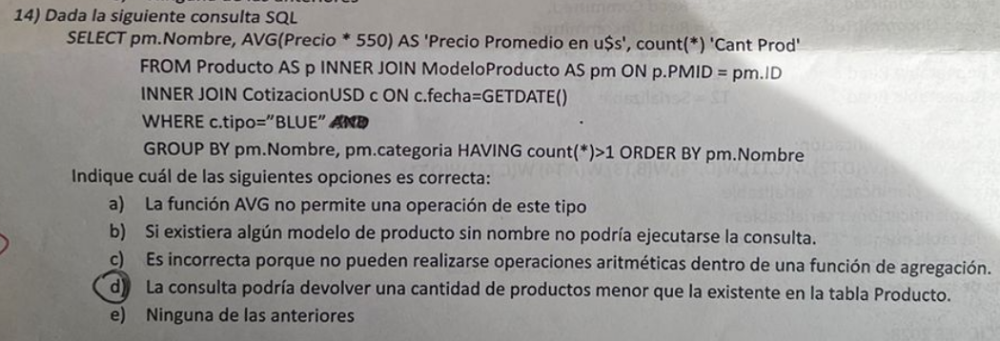 14) Dada la siguiente consulta SQL
SELECT pm.Nombre, AVG(Precio * 550) AS 'Precio Promedio en u$s', count(*) 'Cant Prod'
FROM Producto AS p INNER JOIN ModeloProducto AS pm ON p.PMID = pm.ID
INNER JOIN CotizacionUSD c ON c.fecha=GETDATE()
WHERE c.tipo=”BLUE” AND
GROUP BY pm.Nombre, pm.categoria HAVING count(*)>1 ORDER BY pm.Nombre
Indique cuál de las siguientes opciones es correcta:
a) La función AVG no permite una operación de este tipo
b) Si existiera algún modelo de producto sin nombre no podría ejecutarse la consulta.
c) Es incorrecta porque no pueden realizarse operaciones aritméticas dentro de una función de agregación.
d) La consulta podría devolver una cantidad de productos menor que la existente en la tabla Producto.
e) Ninguna de las anteriores